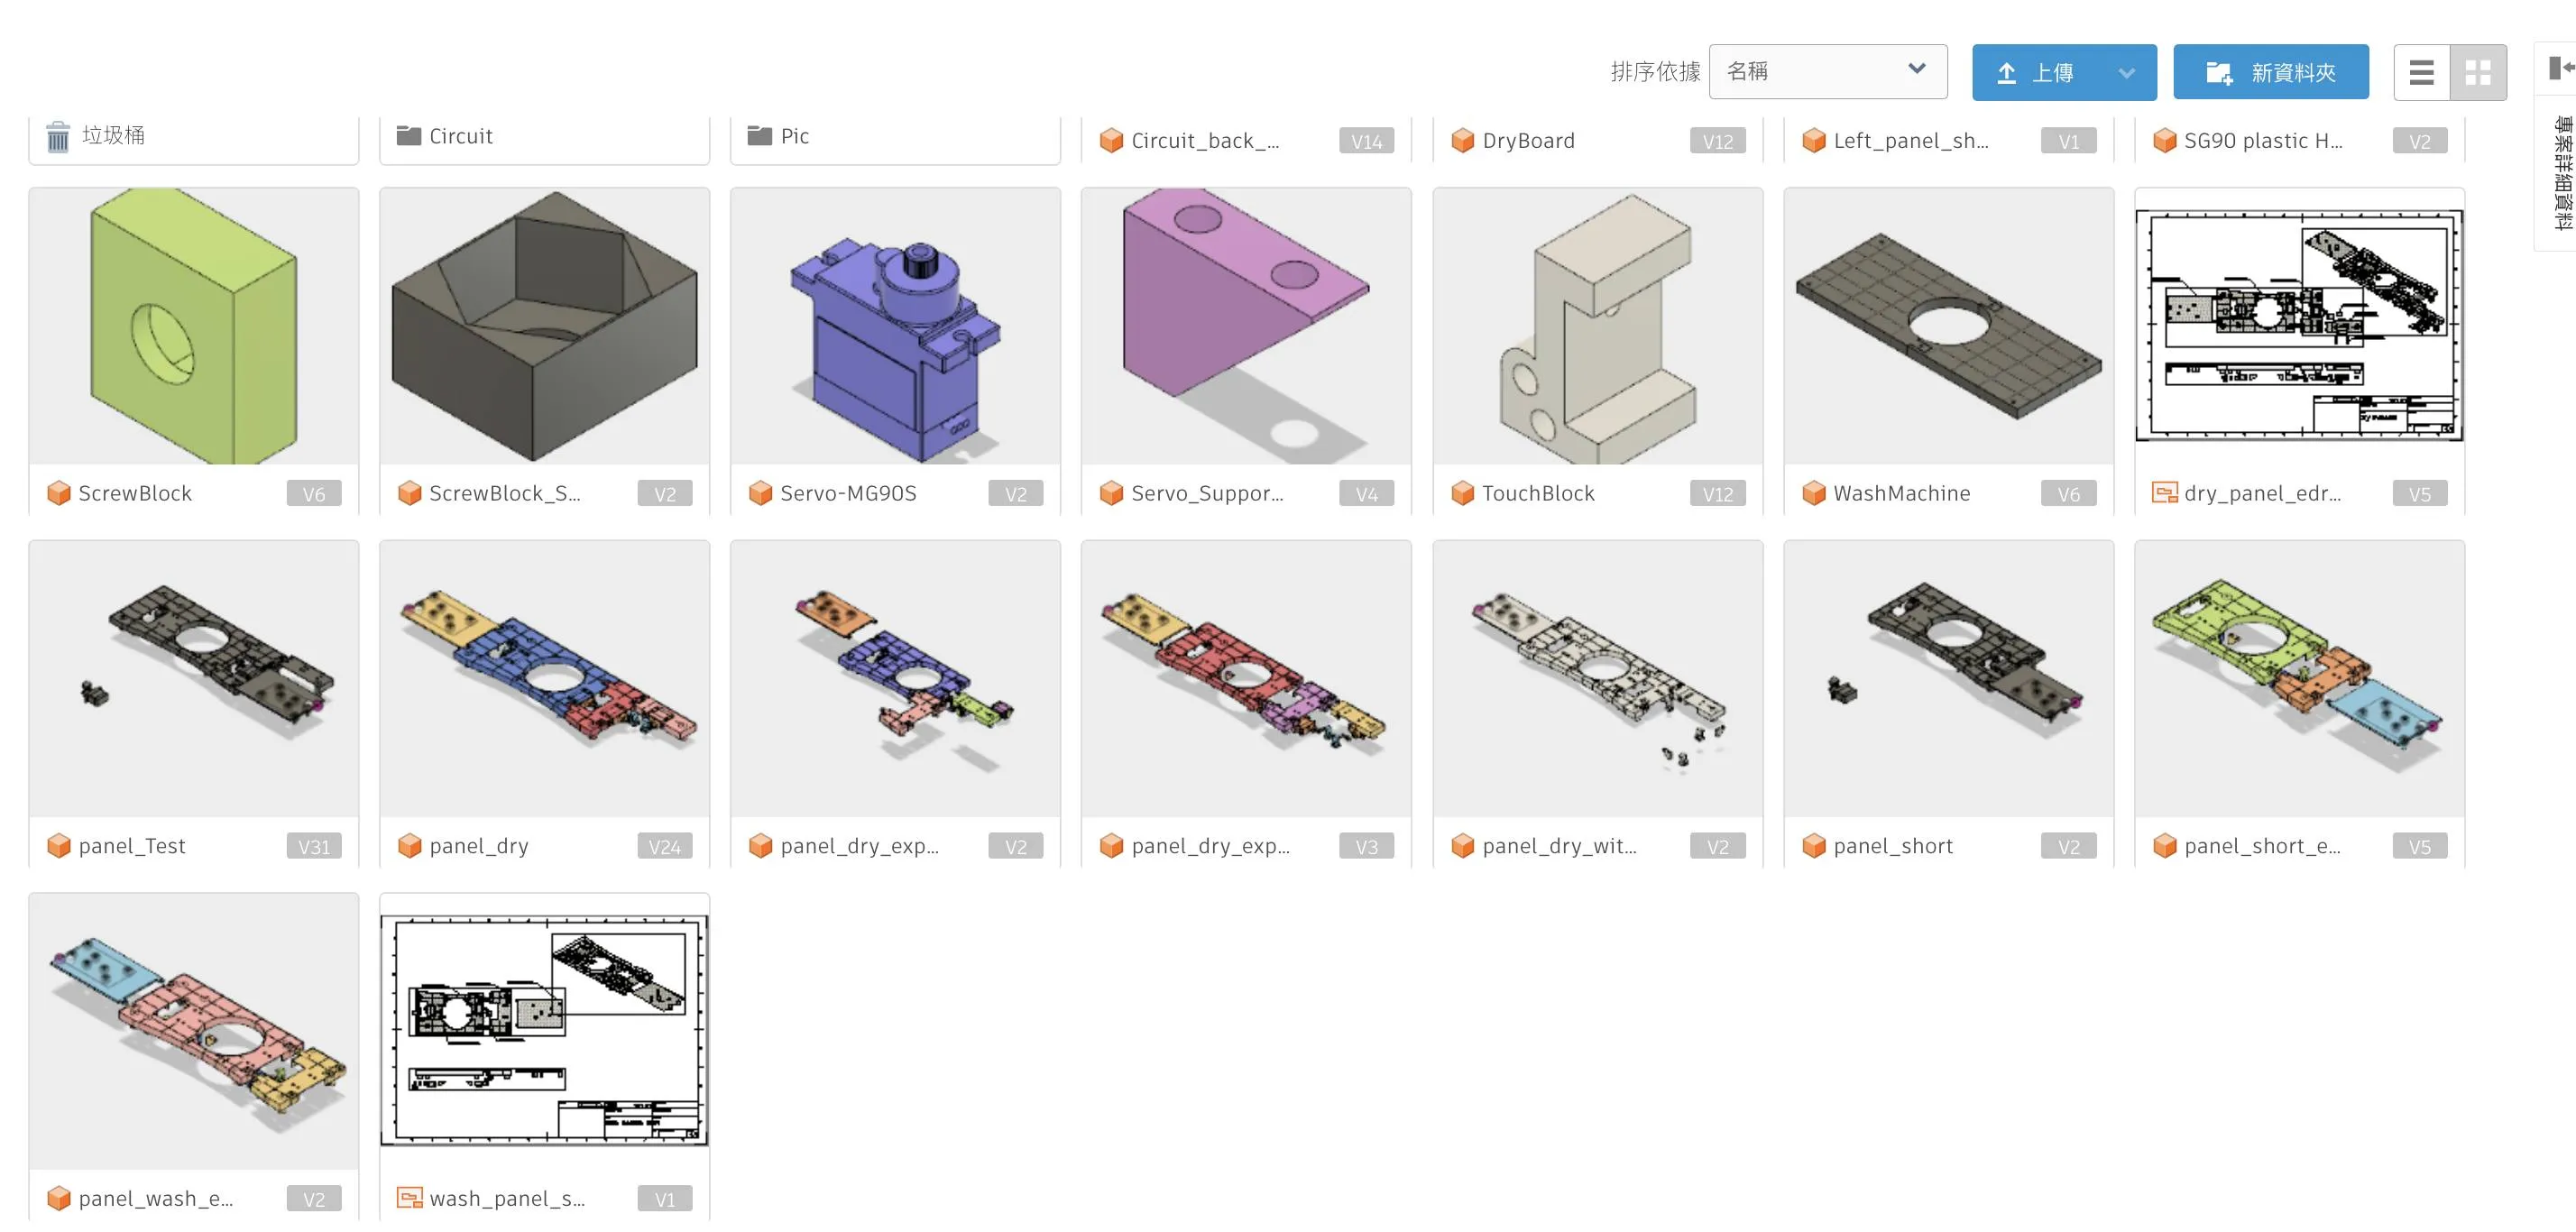 排序依據 名稱 上傳 新資料夾
專案詳細資料
垃圾桶 Circuit Pic Circuit_back_... V14 DryBoard V12 Left_panel_sh... V1 SG90 plastic H... V2
ScrewBlock V6 ScrewBlock_S... V2 Servo-MG90S V2 Servo_Suppor... V4 TouchBlock V12 WashMachine V6 dry_panel_edr... V5
panel_Test V31 panel_dry V24 panel_dry_exp... V2 panel_dry_exp... V3 panel_dry_wit... V2 panel_short V2 panel_short_e... V5
panel_wash_e... V2 wash_panel_s... V1